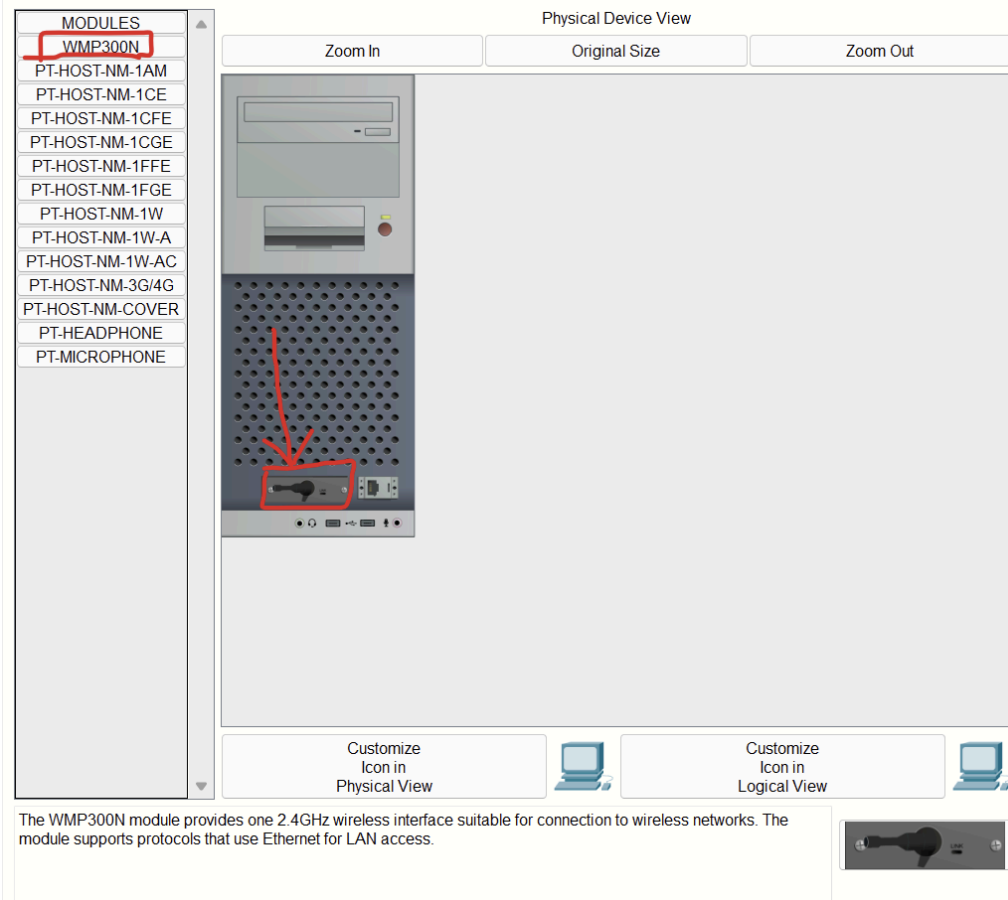 MODULES
WMP300N
PT-HOST-NM-1AM
PT-HOST-NM-1CE
PT-HOST-NM-1CFE
PT-HOST-NM-1CGE
PT-HOST-NM-1FFE
PT-HOST-NM-1FGE
PT-HOST-NM-1W
PT-HOST-NM-1W-A
PT-HOST-NM-1W-AC
PT-HOST-NM-3G/4G
PT-HOST-NM-COVER
PT-HEADPHONE
PT-MICROPHONE
Physical Device View
Zoom In
Original Size
Zoom Out
Customize
Icon in
Physical View
Customize
Icon in
Logical View
The WMP300N module provides one 2.4GHz wireless interface suitable for connection to wireless networks. The
module supports protocols that use Ethernet for LAN access.
LINK